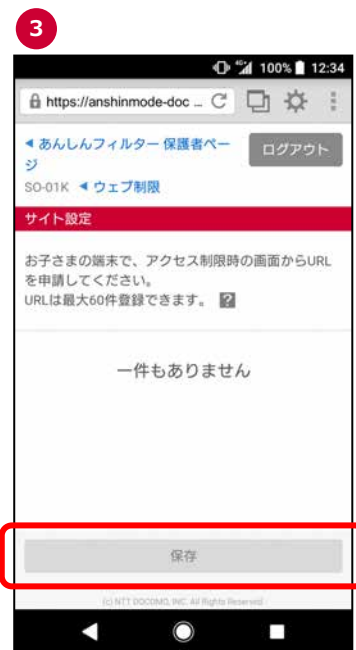 3
4G 100% 12:34
https://anshinmode-doc ...
◀ あんしんフィルター 保護者ペー
ジ
ログアウト
SO-01K ◀ ウェブ制限
サイト設定
お子さまの端末で、アクセス制限時の画面からURL
を申請してください。
URLは最大60件登録できます。 ?
一件もありません
保存
(c) NTT DOCOMO, INC. All Rights Reserved.